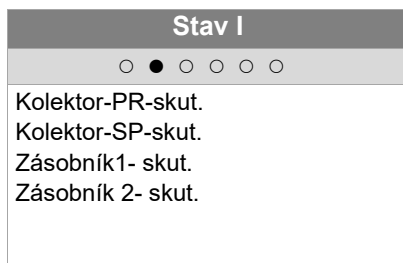 Stav I
Kolektor-PR-skut.
Kolektor-SP-skut.
Zásobník1- skut.
Zásobník 2- skut.